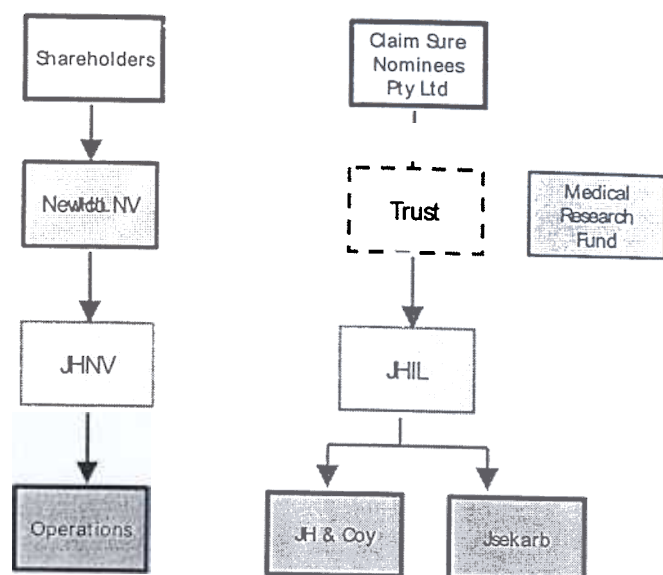 Shareholders
Claim Sure
Nominees
Pty Ltd
NV
Trust
Medical
Research
Fund
JHNV
JHIL
Operations
JH & Coy
Jsekarb